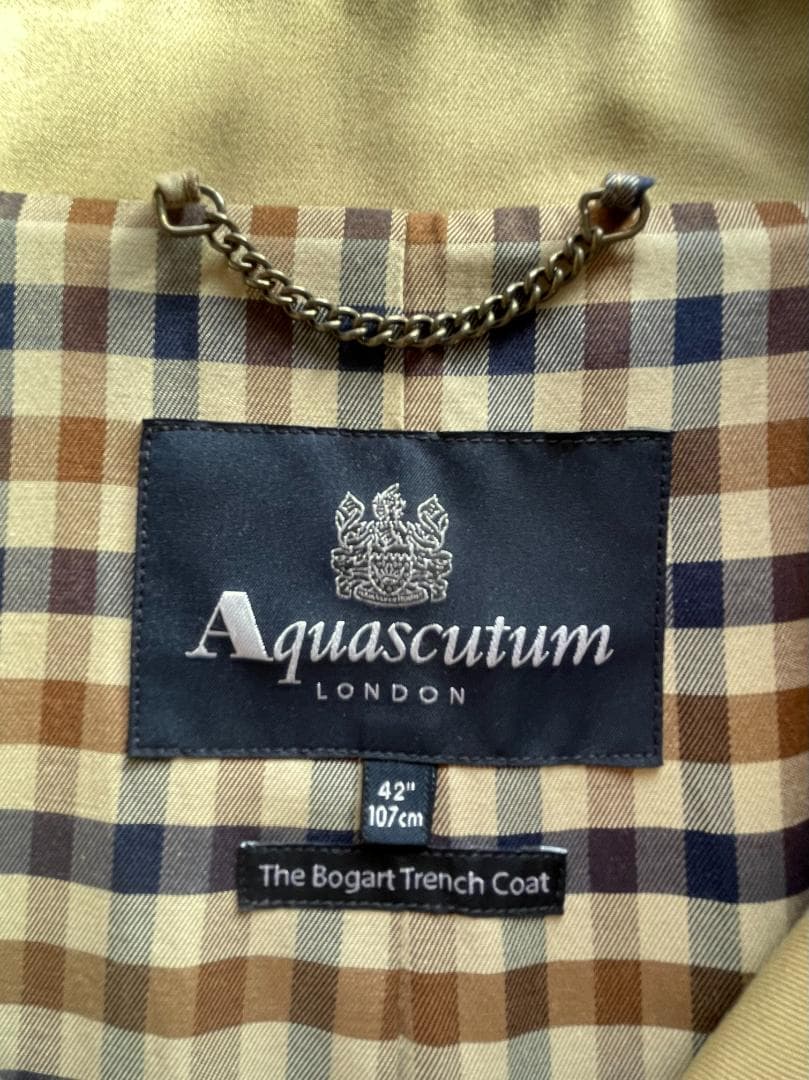 Aquascutum
LONDON
42"
107cm
The Bogart Trench Coat